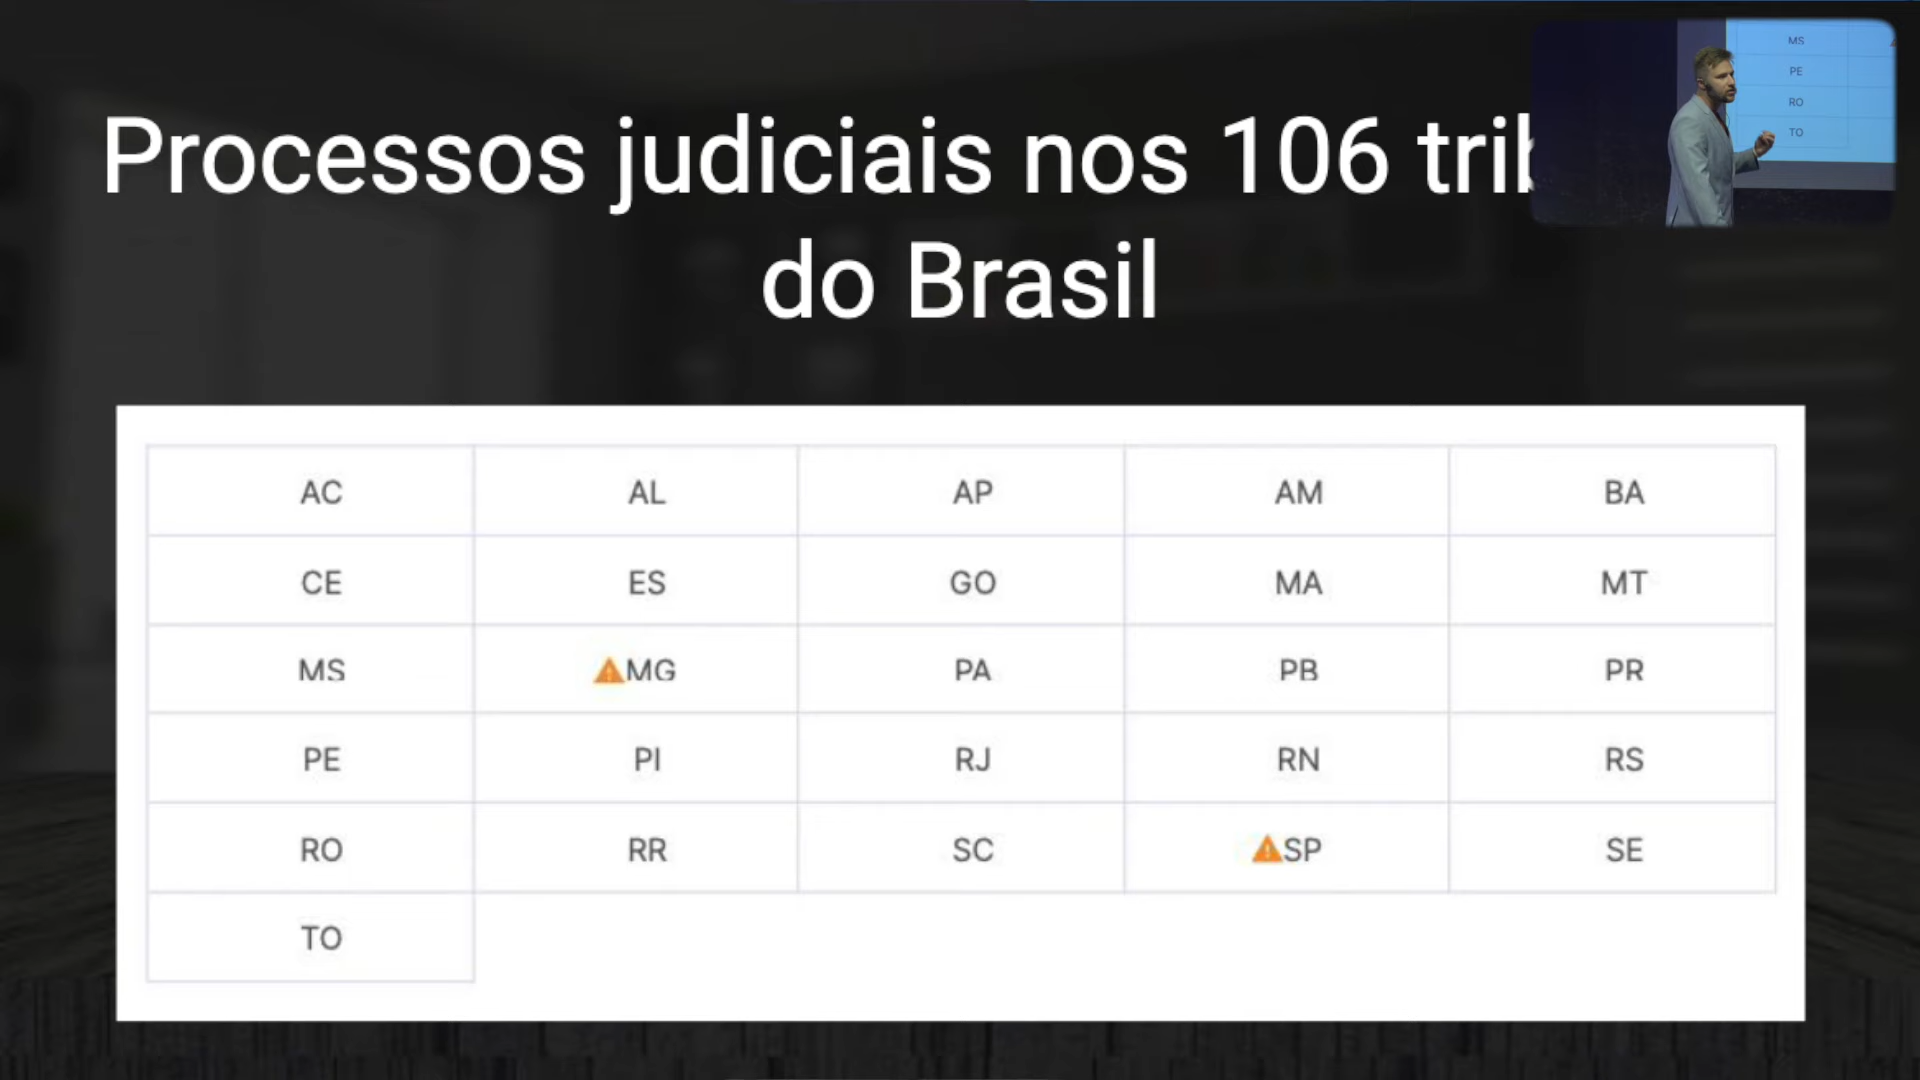 Processos judiciais nos 106
do Brasil
MS
PE
RO
TO
AC AL AP AM BA
CE ES GO MA MT
MS MG PA PB PR
PE PI RJ RN RS
RO RR SC SP SE
TO